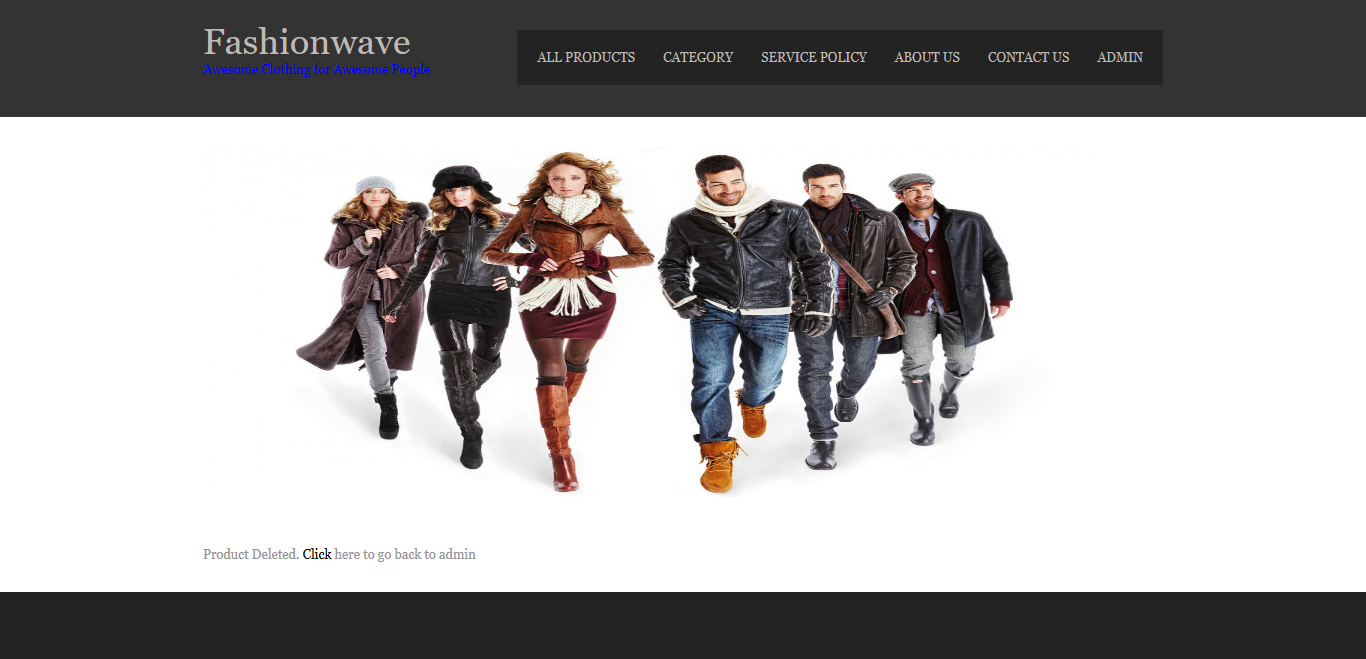 Fashionwave
Awesome Clothing for Awesome People
ALL PRODUCTS CATEGORY SERVICE POLICY ABOUT US CONTACT US ADMIN
Product Deleted. Click here to go back to admin